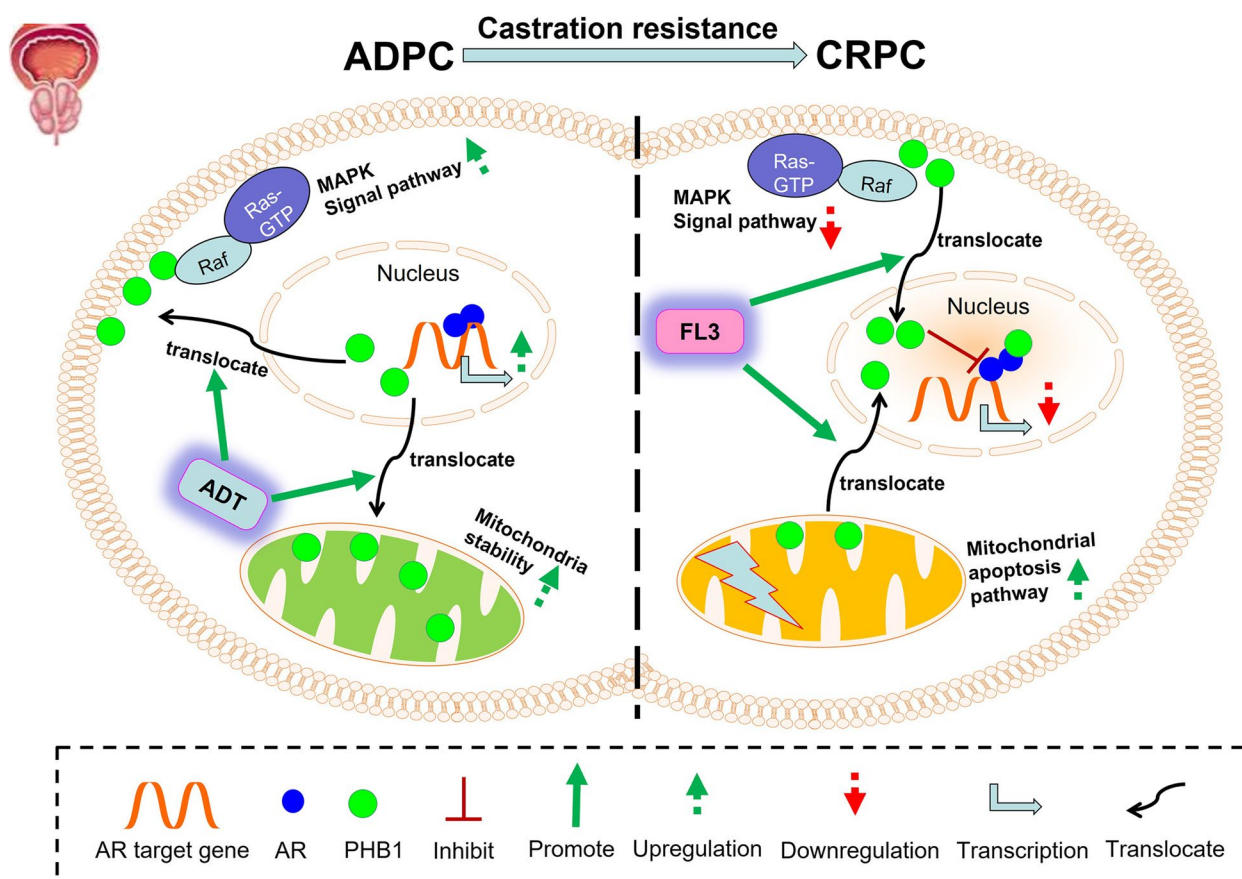 Castration resistance
ADPC
CRPC
Ras-
GTP
Raf
MAPK
Signal pathway
Nucleus
translocate
ADT
translocate
Mitochondria
stability
Ras-
GTP
Raf
MAPK
Signal pathway
translocate
Nucleus
FL3
translocate
Mitochondrial
apoptosis
pathway
AR target gene
AR
PHB1
Inhibit
Promote
Upregulation
Downregulation
Transcription
Translocate